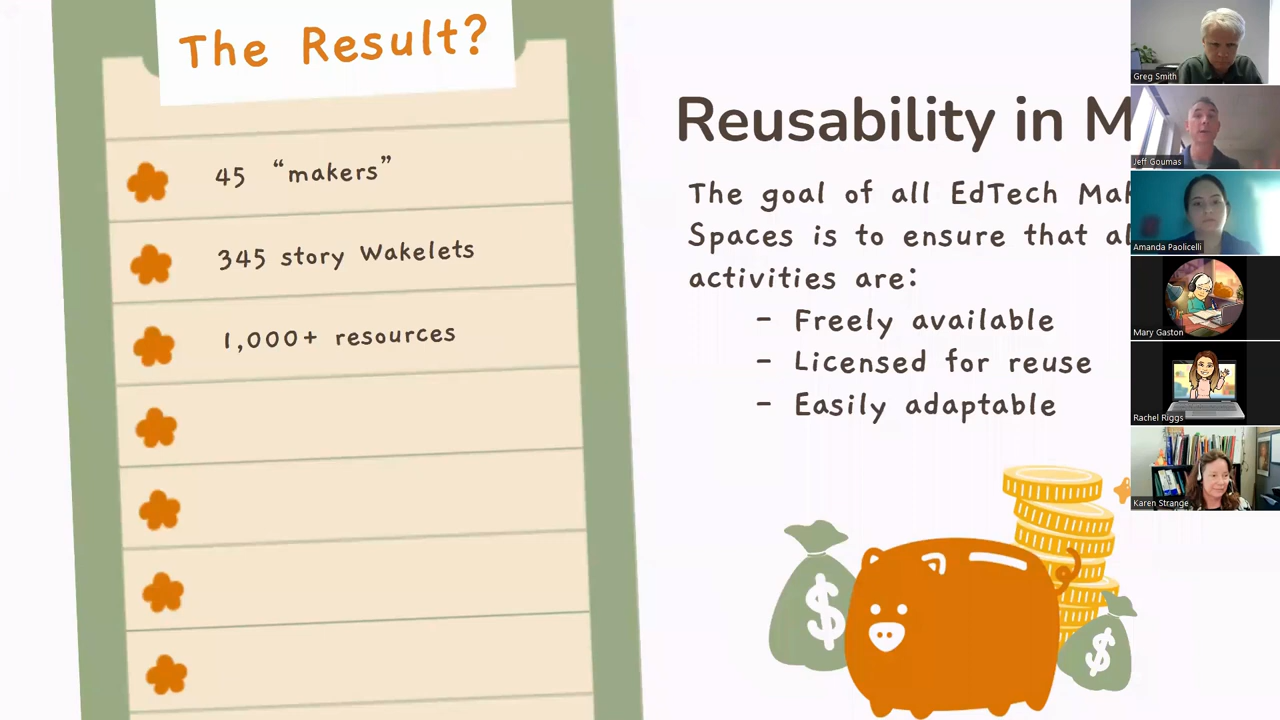 The Result?
45 “makers”
345 story Wakelets
1,000+ resources
Reusability in M
The goal of all EdTech Mak
Spaces is to ensure that al
activities are:
- Freely available
- Licensed for reuse
- Easily adaptable
$
$
Greg Smith
Jeff Goumas
Amanda Paolicelli
Mary Gaston
Rachel Riggs
Karen Strange